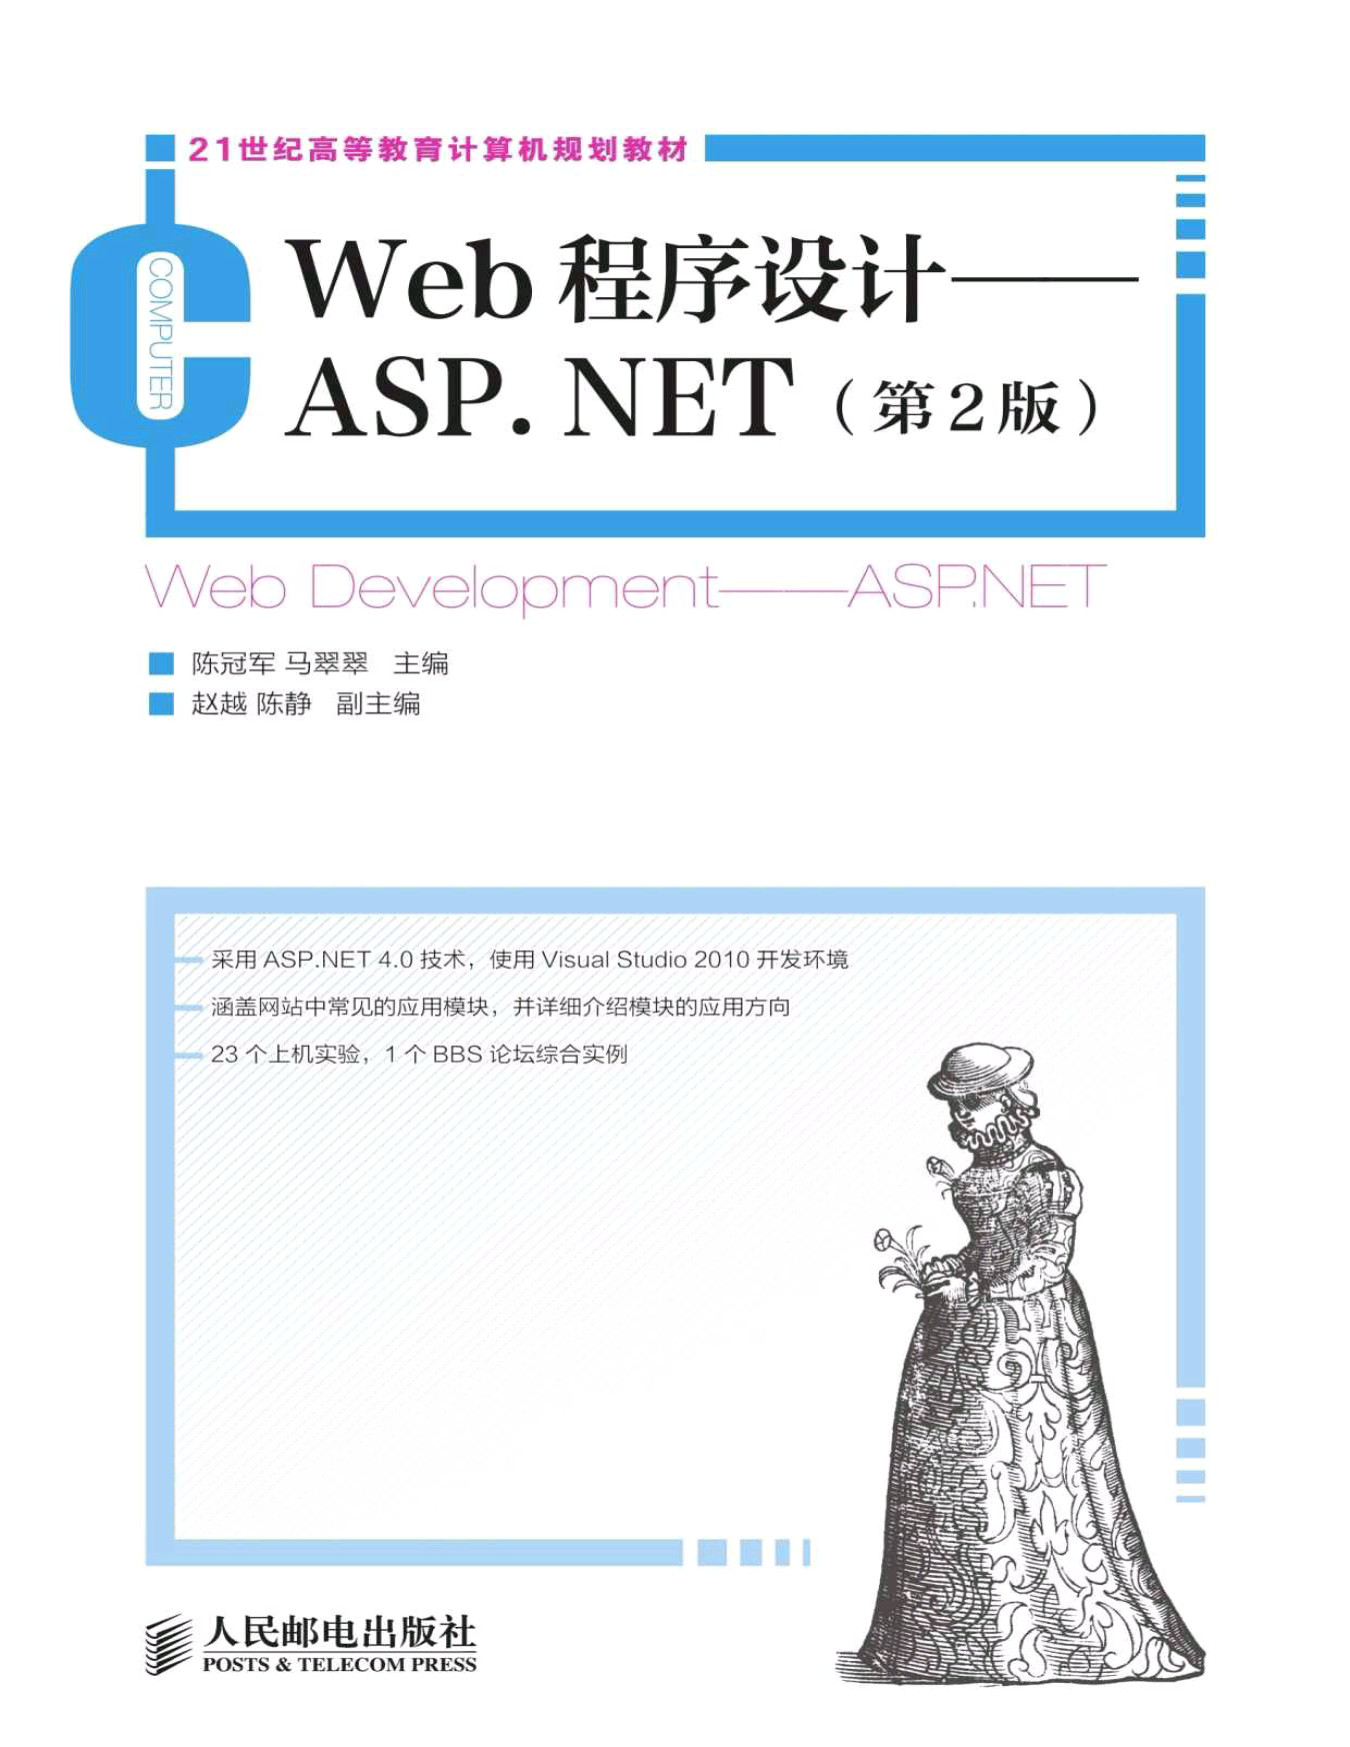 21世纪高等教育计算机规划教材
COMPUTER
Web 程序设计——
ASP. NET（第2版）
Web Development——ASP.NET
陈冠军 马翠翠 主编
赵越 陈静 副主编
采用 ASP.NET 4.0 技术，使用 Visual Studio 2010 开发环境
涵盖网站中常见的应用模块，并详细介绍模块的应用方向
23 个上机实验，1 个 BBS 论坛综合实例
人民邮电出版社
POSTS & TELECOM PRESS